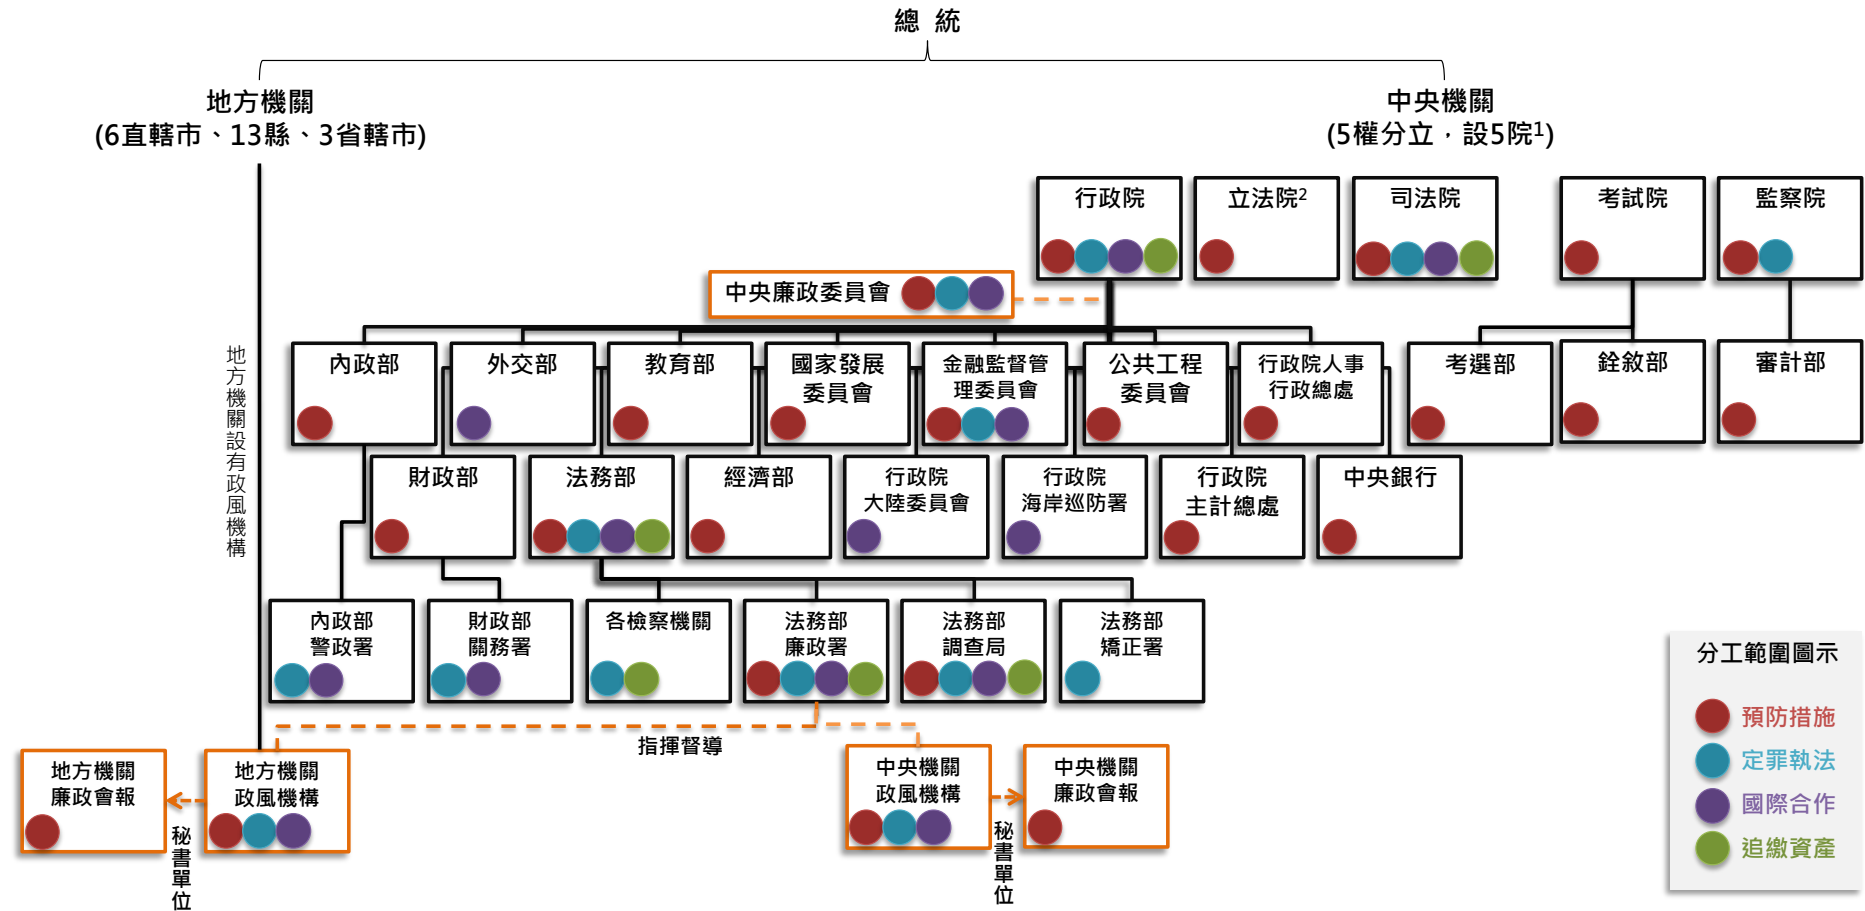 總 統
地方機關
(6直轄市、13縣、3省轄市)
中央機關
(5權分立，設5院1)
行政院
立法院2
司法院
考試院
監察院
中央廉政委員會
地方機關設有政風機構
內政部
外交部
教育部
國家發展
委員會
金融監督管
理委員會
公共工程
委員會
行政院人事
行政總處
考選部
銓敘部
審計部
財政部
法務部
經濟部
行政院
大陸委員會
行政院
海岸巡防署
行政院
主計總處
中央銀行
內政部
警政署
財政部
關務署
各檢察機關
法務部
廉政署
法務部
調查局
法務部
矯正署
指揮督導
地方機關
廉政會報
秘書單位
地方機關
政風機構
中央機關
政風機構
秘書單位
中央機關
廉政會報
分工範圍圖示
預防措施
定罪執法
國際合作
追繳資產